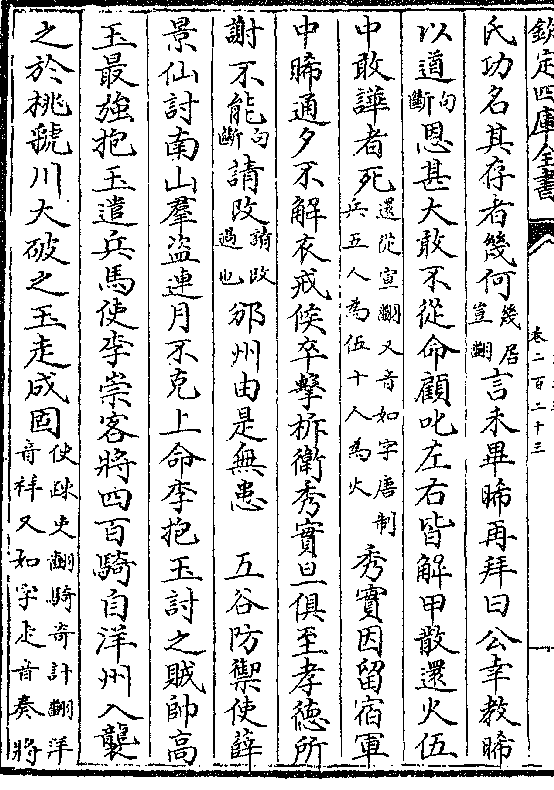 欽定四庫全書 卷二百二十三
氏功名其存者幾何幾居豈翻言未畢晞再拜曰公幸教晞
以道句斷恩甚大敢不從命顧叱左右皆解甲散還火伍
中敢譁者死還從宣翻又音如字唐制兵五人為伍十人為火秀實因留宿軍
中晞通夕不解衣戒候卒擊柝衛秀實旦俱至孝德所
謝不能句斷請改請改過也邠州由是無患 五谷防禦使薛
景仙討南山羣盗連月不克上命李抱玉討之賊帥高
玉最強抱玉遣兵馬使李崇客將四百騎自洋州入襲
之於桃虢川大破之玉走成固使疎吏翻騎奇計翻洋音祥又如字走音奏將